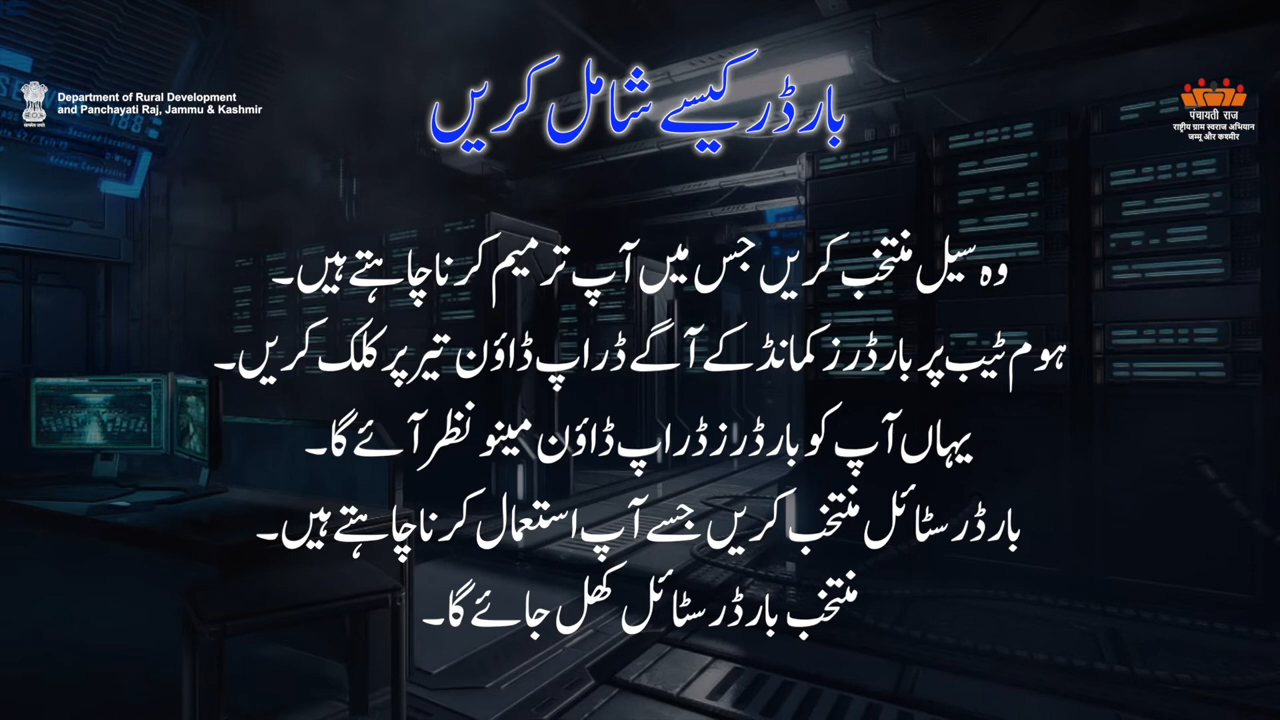 Department of Rural Development
and Panchayati Raj, Jammu & Kashmir
بارڈر کیسے شامل کریں
पंचायती राज
राष्ट्रीय ग्राम स्वराज अभियान
जम्मू और कश्मीर
وہ سیل منتخب کریں جس میں آپ ترمیم کرنا چاہتے ہیں۔
ہوم ٹیب پر بارڈرز کمانڈ کے آگے ڈراپ ڈاؤن تیر پر کلک کریں۔
یہاں آپ کو بارڈرز ڈراپ ڈاؤن مینو نظر آئے گا۔
بارڈر سٹائل منتخب کریں جسے آپ استعمال کرنا چاہتے ہیں۔
منتخب بارڈر سٹائل کھل جائے گا۔